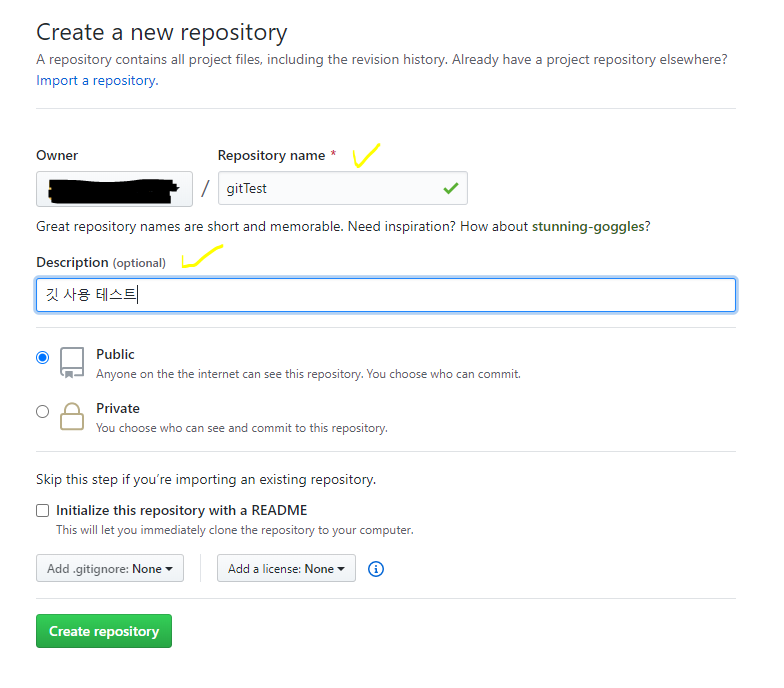 Create a new repository
A repository contains all project files, including the revision history. Already have a project repository elsewhere?
Import a repository.
Owner
Repository name *
/
gitTest
Great repository names are short and memorable. Need inspiration? How about stunning-goggles?
Description (optional)
깃 사용 테스트
Public
Anyone on the the internet can see this repository. You choose who can commit.
Private
You choose who can see and commit to this repository.
Skip this step if you're importing an existing repository.
Initialize this repository with a README
This will let you immediately clone the repository to your computer.
Add .gitignore: None
Add a license: None
Create repository